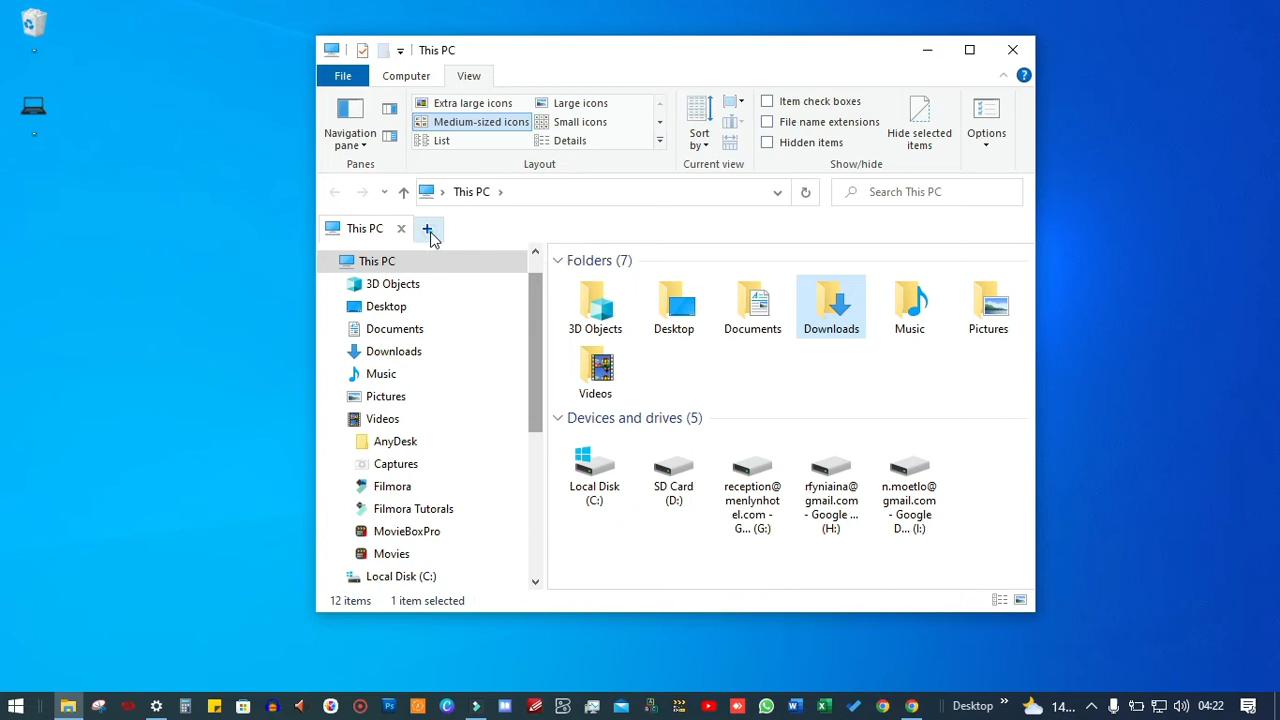 This PC
File Computer View
Extra large icons Large icons
Medium-sized icons Small icons
List Details
Navigation pane
Sort by
Item check boxes
File name extensions
Hidden items
Hide selected items
Options
Panes Layout Current view Show/hide
This PC
Search This PC
This PC
This PC
3D Objects
Desktop
Documents
Downloads
Music
Pictures
Videos
AnyDesk
Captures
Filmora
Filmora Tutorials
MovieBoxPro
Movies
Local Disk (C:)
Folders (7)
3D Objects Desktop Documents Downloads Music Pictures
Videos
Devices and drives (5)
Local Disk (C:)
SD Card (D:)
reception@menlynhotel.com - G... (G:)
rfyniaina@gmail.com - Google ... (H:)
n.moetlo@gmail.com - Google D... (I:)
12 items 1 item selected
Desktop 14... 04:22